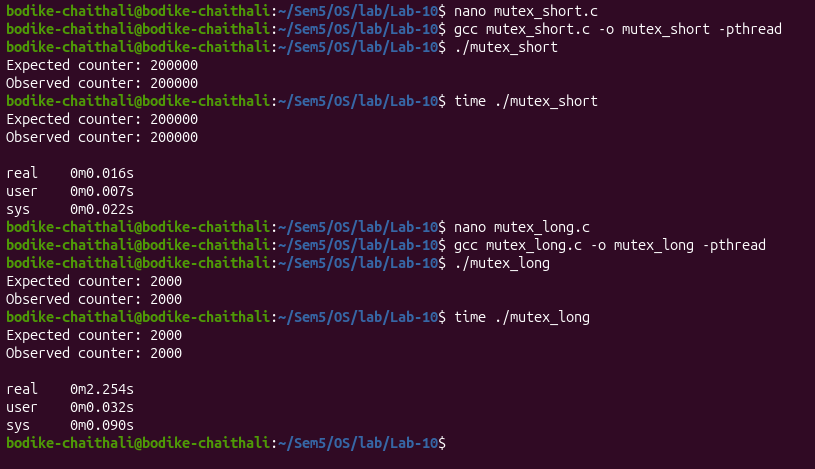 bodike-chaithali@bodike-chaithali:~/Sem5/OS/lab/Lab-10$ nano mutex_short.c
bodike-chaithali@bodike-chaithali:~/Sem5/OS/lab/Lab-10$ gcc mutex_short.c -o mutex_short -pthread
bodike-chaithali@bodike-chaithali:~/Sem5/OS/lab/Lab-10$ ./mutex_short
Expected counter: 200000
Observed counter: 200000
bodike-chaithali@bodike-chaithali:~/Sem5/OS/lab/Lab-10$ time ./mutex_short
Expected counter: 200000
Observed counter: 200000

real    0m0.016s
user    0m0.007s
sys     0m0.022s
bodike-chaithali@bodike-chaithali:~/Sem5/OS/lab/Lab-10$ nano mutex_long.c
bodike-chaithali@bodike-chaithali:~/Sem5/OS/lab/Lab-10$ gcc mutex_long.c -o mutex_long -pthread
bodike-chaithali@bodike-chaithali:~/Sem5/OS/lab/Lab-10$ ./mutex_long
Expected counter: 2000
Observed counter: 2000
bodike-chaithali@bodike-chaithali:~/Sem5/OS/lab/Lab-10$ time ./mutex_long
Expected counter: 2000
Observed counter: 2000

real    0m2.254s
user    0m0.032s
sys     0m0.090s
bodike-chaithali@bodike-chaithali:~/Sem5/OS/lab/Lab-10$